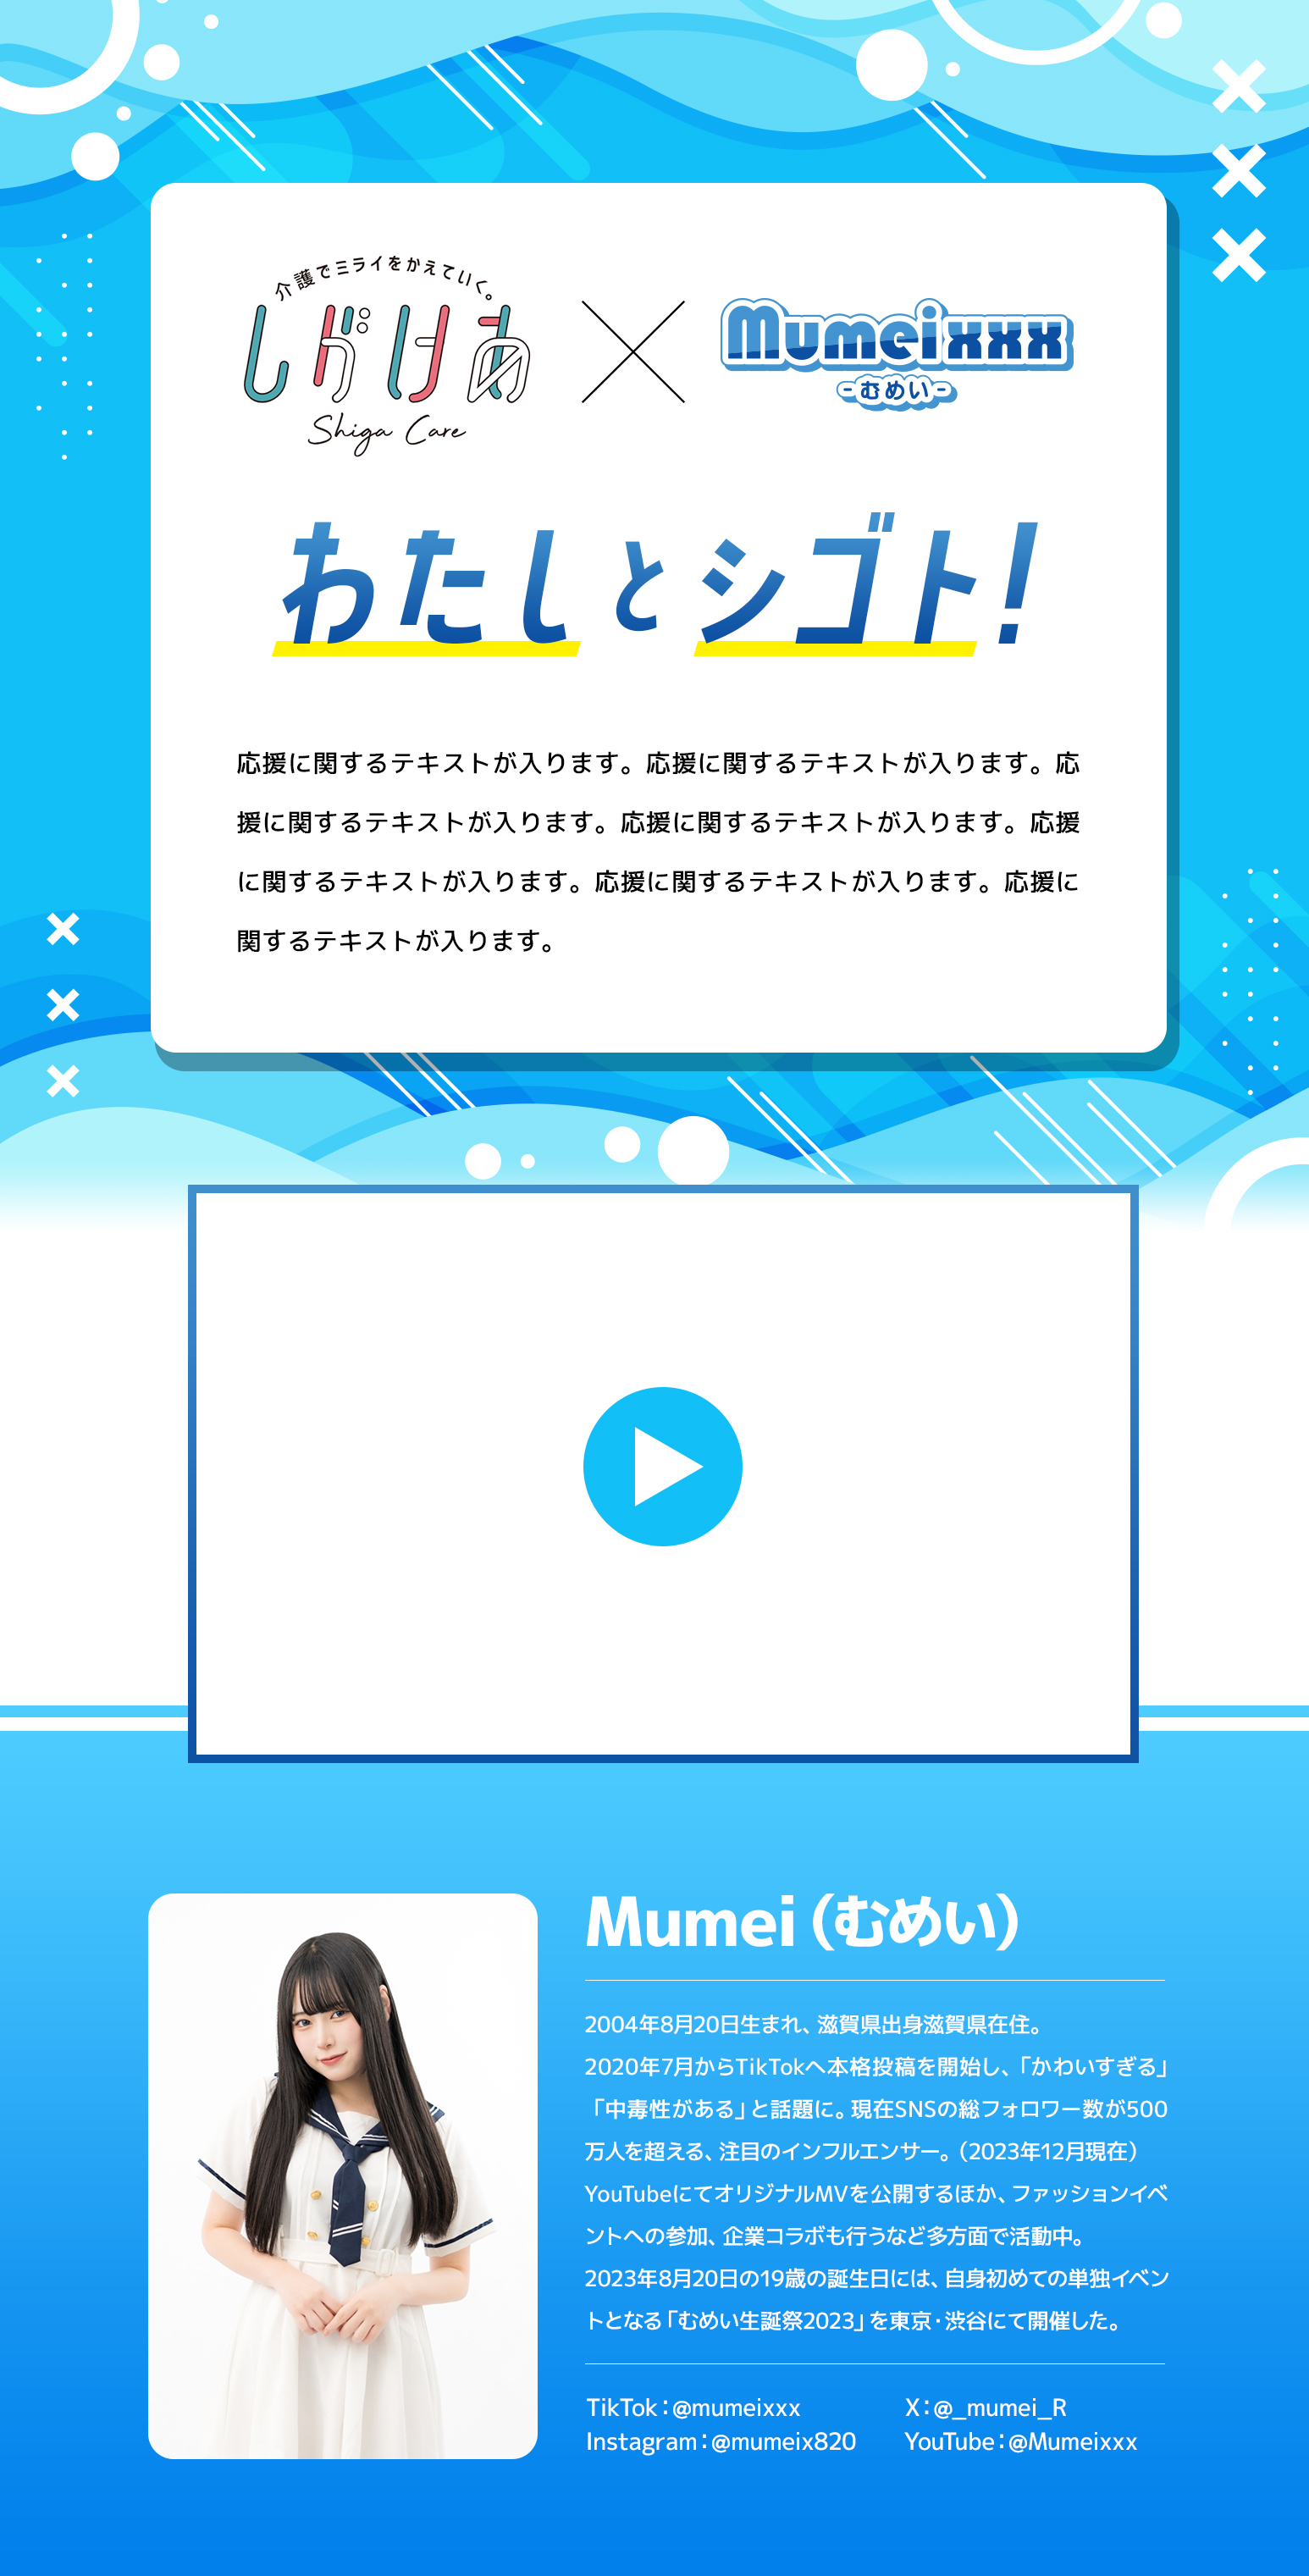 介護でミライをかえていく。
しがけあ
Shiga Care
Mumeixxx
-むめい-
わたしとシゴト!
応援に関するテキストが入ります。応援に関するテキストが入ります。応
援に関するテキストが入ります。応援に関するテキストが入ります。応援
に関するテキストが入ります。応援に関するテキストが入ります。応援に
関するテキストが入ります。
Mumei（むめい）
2004年8月20日生まれ、滋賀県出身滋賀県在住。
2020年7月からTikTokへ本格投稿を開始し、「かわいすぎる」
「中毒性がある」と話題に。現在SNSの総フォロワー数が500
万人を超える、注目のインフルエンサー。（2023年12月現在）
YouTubeにてオリジナルMVを公開するほか、ファッションイベ
ントへの参加、企業コラボも行うなど多方面で活動中。
2023年8月20日の19歳の誕生日には、自身初めての単独イベン
トとなる「むめい生誕祭2023」を東京・渋谷にて開催した。
TikTok：@mumeixxx
X：@_mumei_R
Instagram：@mumeix820
YouTube：@Mumeixxx